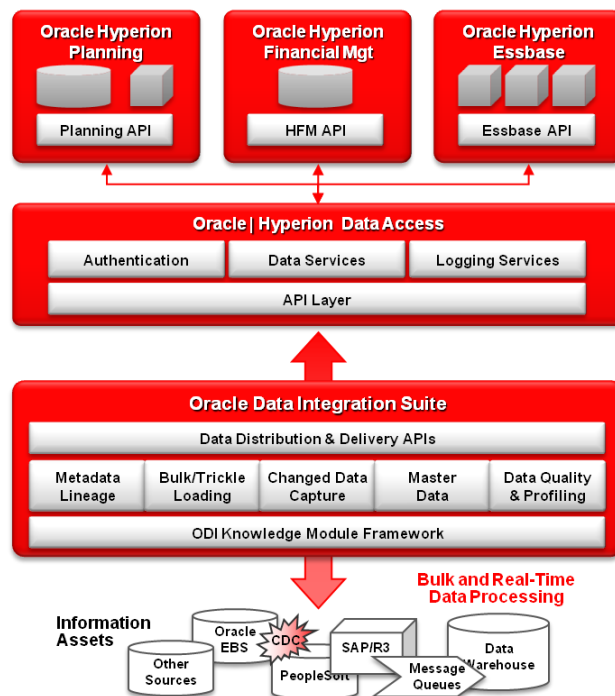 Oracle Hyperion
Planning
Planning API
Oracle Hyperion
Financial Mgt
HFM API
Oracle Hyperion
Essbase
Essbase API
Oracle | Hyperion Data Access
Authentication
Data Services
Logging Services
API Layer
Oracle Data Integration Suite
Data Distribution & Delivery APIs
Metadata
Lineage
Bulk/Trickle
Loading
Changed Data
Capture
Master
Data
Data Quality
& Profiling
ODI Knowledge Module Framework
Bulk and Real-Time
Data Processing
Information
Assets
Oracle
EBS
CDC
SAP/R3
Data
Warehouse
Other
Sources
PeopleSoft
Message
Queues